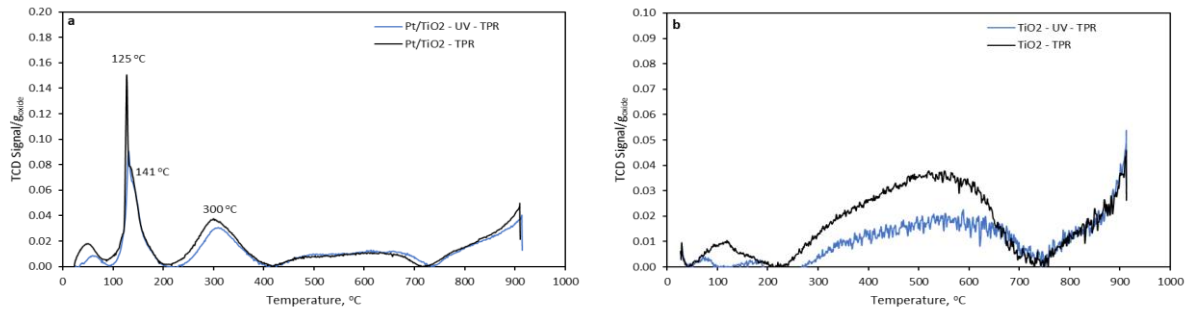 a
Pt/TiO2 - UV - TPR
Pt/TiO2 - TPR
125 °C
141 °C
300 °C
TCD Signal/goxide
0.20
0.18
0.16
0.14
0.12
0.10
0.08
0.06
0.04
0.02
0.00
0 100 200 300 400 500 600 700 800 900 1000
Temperature, °C
b
TiO2 - UV - TPR
TiO2 - TPR
TCD Signal/goxide
0.10
0.09
0.08
0.07
0.06
0.05
0.04
0.03
0.02
0.01
0.00
0 100 200 300 400 500 600 700 800 900 1000
Temperature, °C